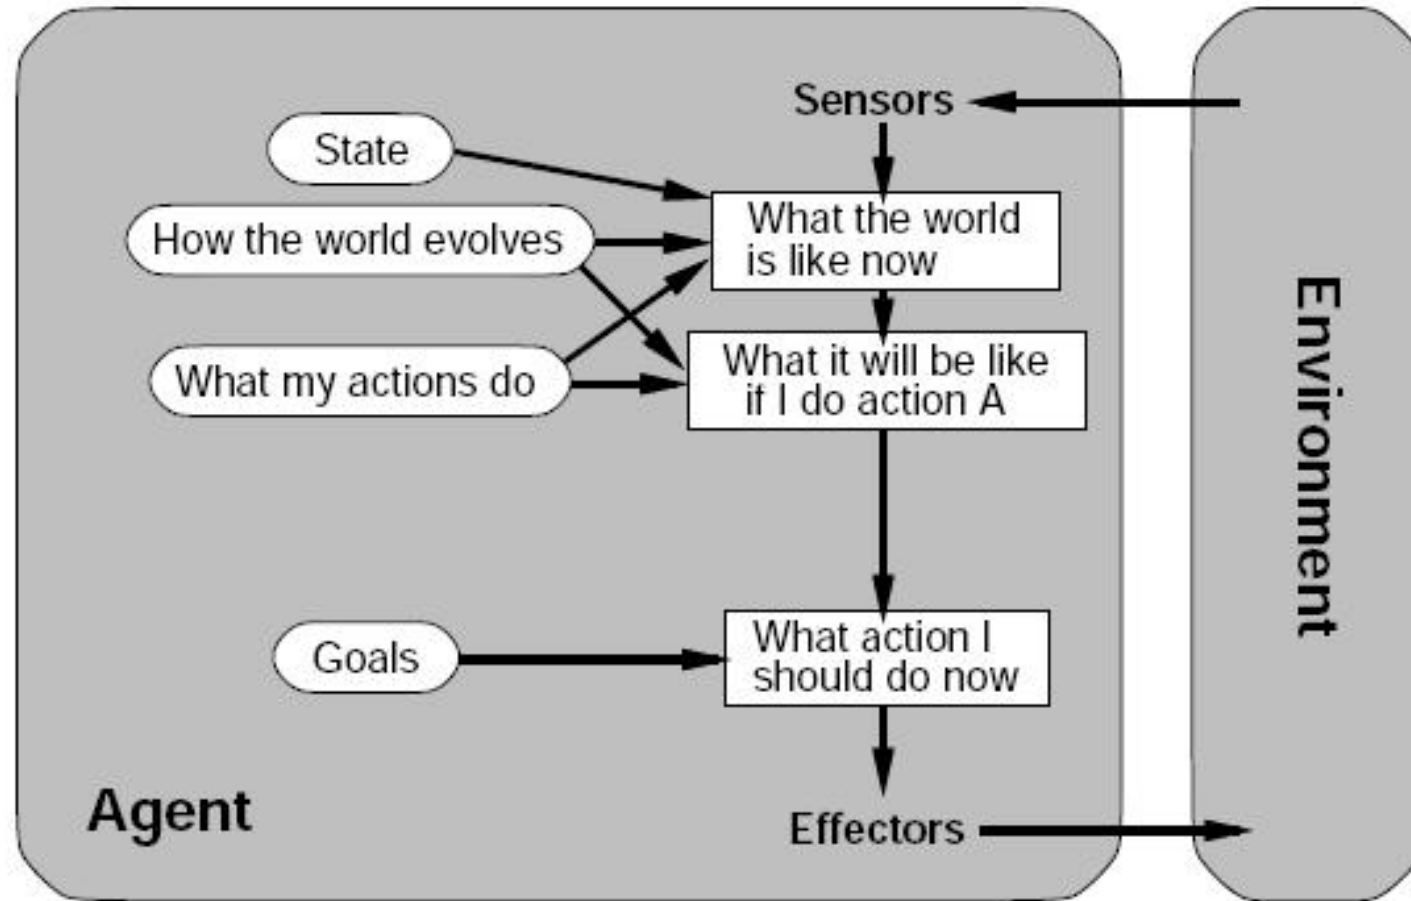 Sensors
State
What the world
is like now
How the world evolves
What it will be like
if I do action A
What my actions do
Environment
Goals
What action I
should do now
Agent
Effectors